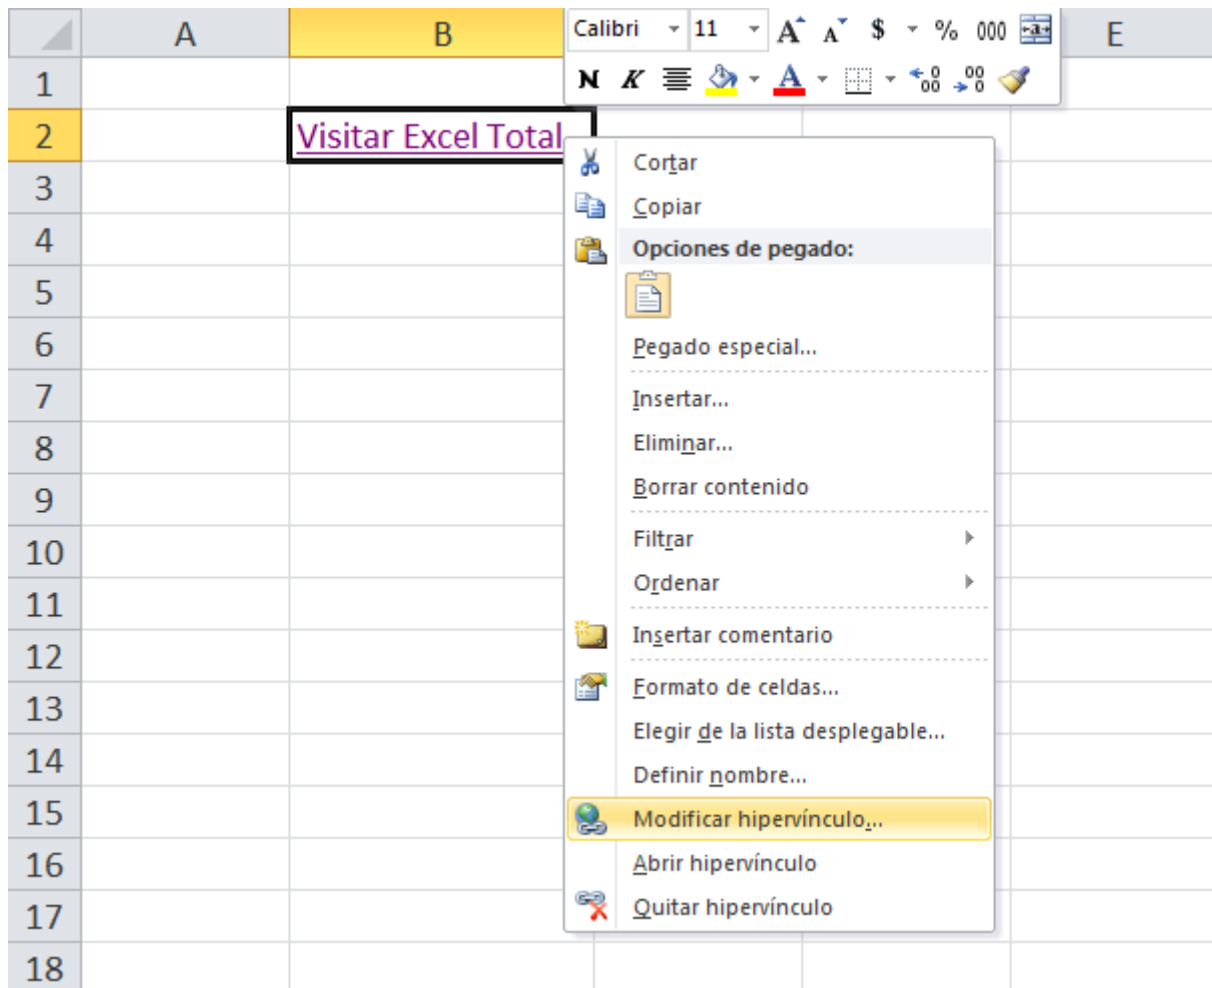 A B E
Calibri 11 A A $ % 000 a
N K A ,0 00 ,00 0
1
2 Visitar Excel Total
3
4
5
6
7
8
9
10
11
12
13
14
15
16
17
18
Cortar
Copiar
Opciones de pegado:
Pegado especial...
Insertar...
Eliminar...
Borrar contenido
Filtrar
Ordenar
Insertar comentario
Formato de celdas...
Elegir de la lista desplegable...
Definir nombre...
Modificar hipervínculo...
Abrir hipervínculo
Quitar hipervínculo